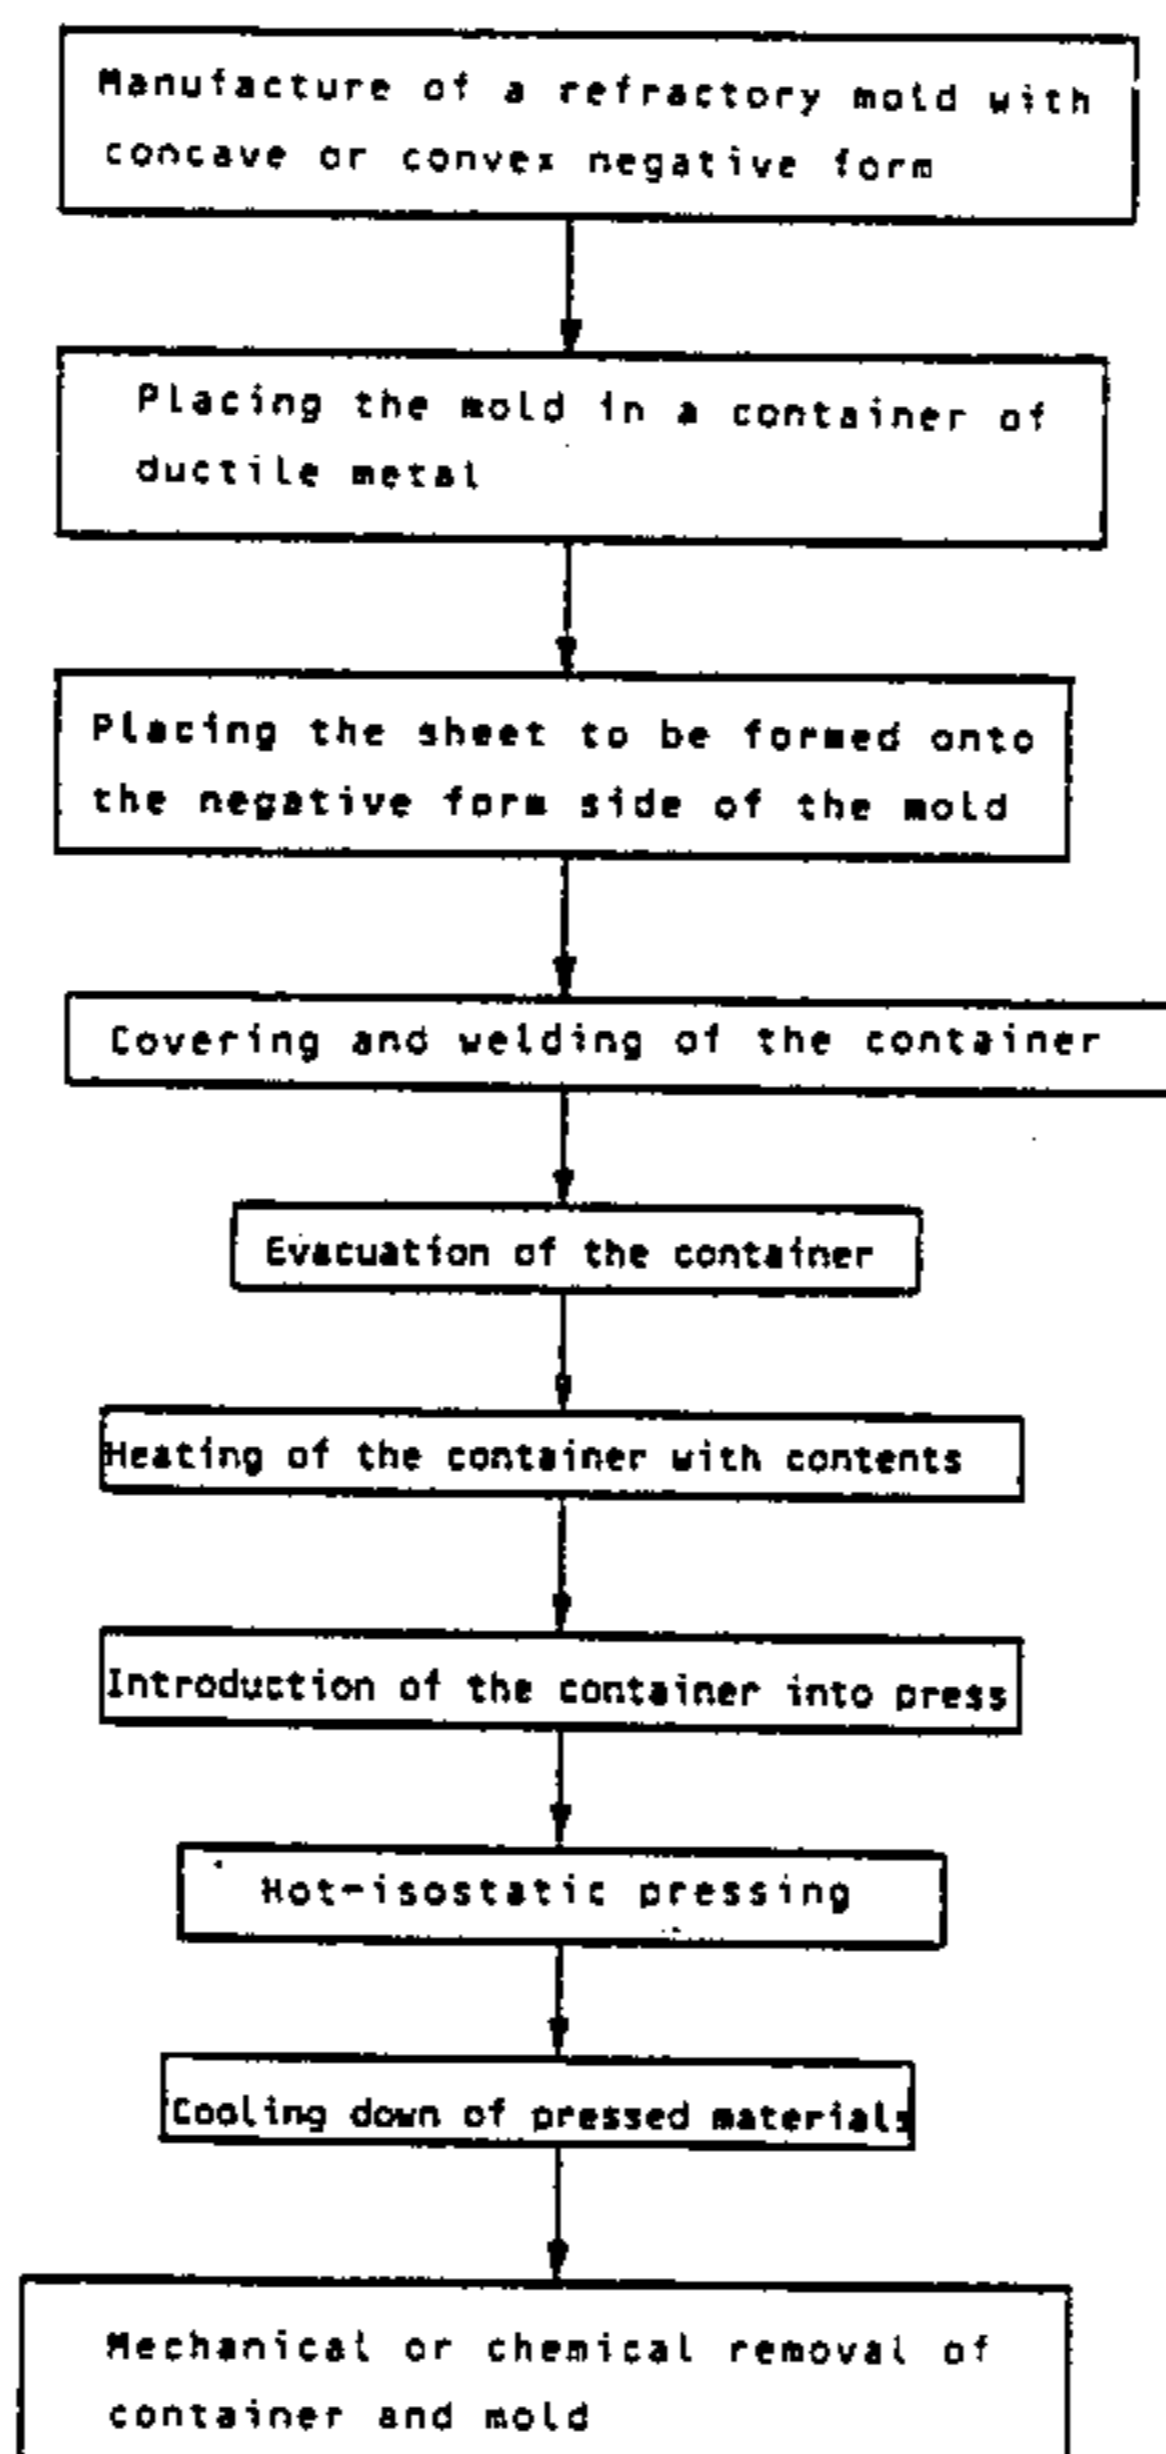 Manufacture of a refractory mold with
concave or convex negative form
Placing the mold in a container of
ductile metal
Placing the sheet to be formed onto
the negative form side of the mold
Covering and welding of the container
Evacuation of the container
Heating of the container with contents
Introduction of the container into press
Hot-isostatic pressing
Cooling down of pressed materials
Mechanical or chemical removal of
container and mold